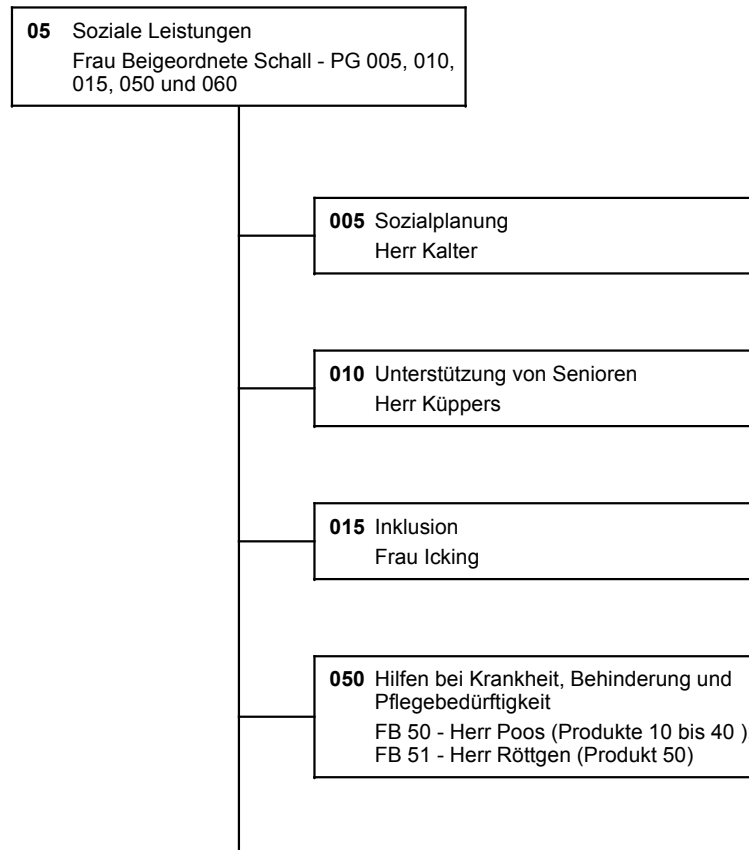 05 Soziale Leistungen
Frau Beigeordnete Schall - PG 005, 010,
015, 050 und 060
005 Sozialplanung
Herr Kalter
010 Unterstützung von Senioren
Herr Küppers
015 Inklusion
Frau Icking
050 Hilfen bei Krankheit, Behinderung und
Pflegebedürftigkeit
FB 50 - Herr Poos (Produkte 10 bis 40 )
FB 51 - Herr Röttgen (Produkt 50)